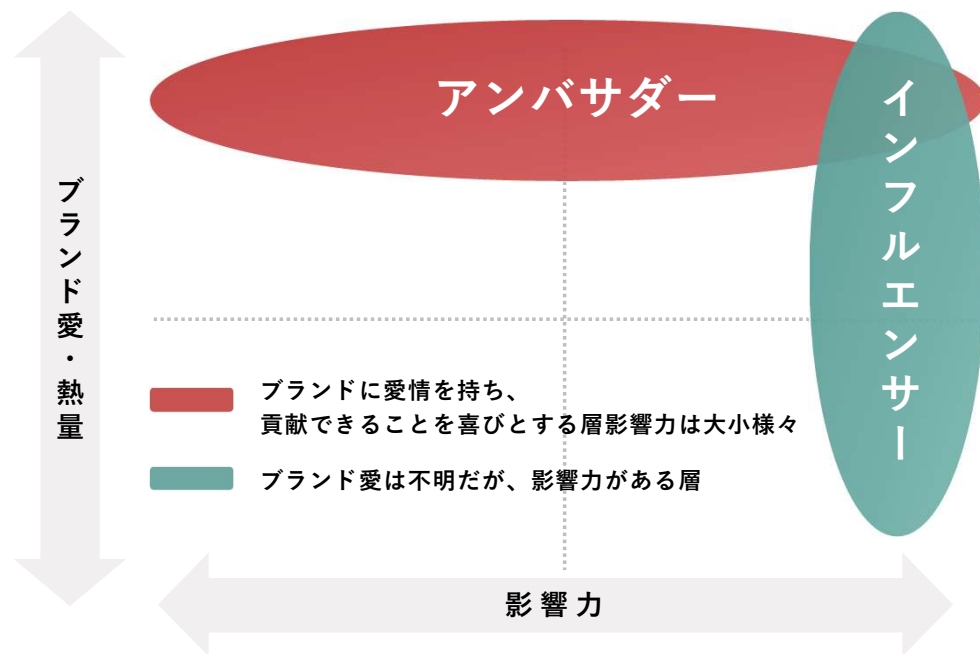 アンバサダー
インフルエンサー
ブランド愛・熱量
ブランドに愛情を持ち、
貢献できることを喜びとする層影響力は大小様々
ブランド愛は不明だが、影響力がある層
影響力